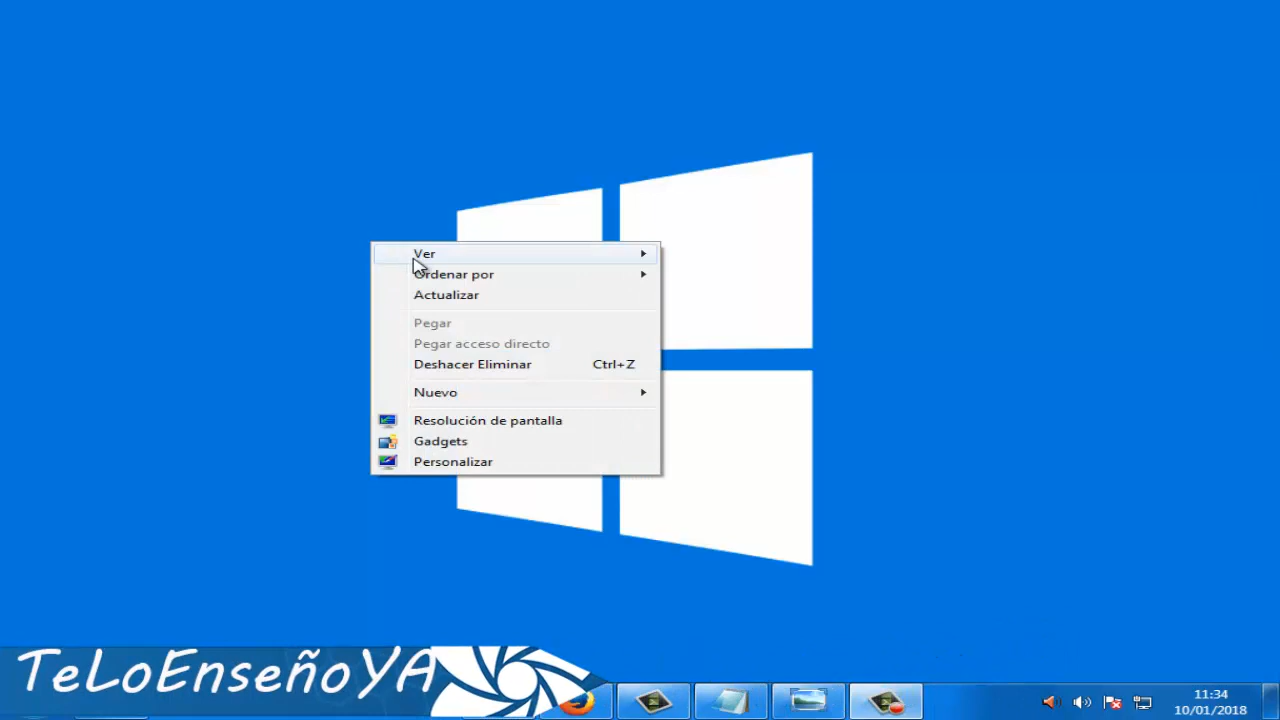 Ver
Ordenar por
Actualizar
Pegar
Pegar acceso directo
Deshacer Eliminar Ctrl+Z
Nuevo
Resolución de pantalla
Gadgets
Personalizar
TeLoEnseñoYA
11:34
10/01/2018